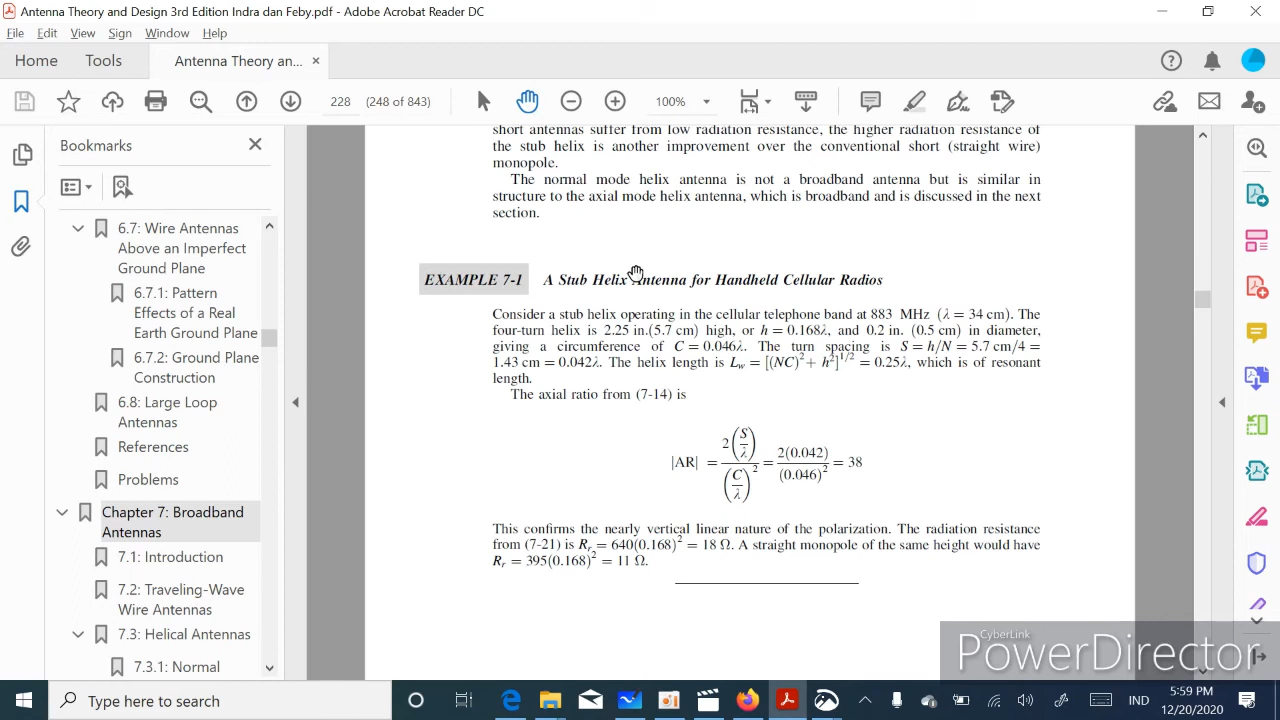 Antenna Theory and Design 3rd Edition Indra dan Feby.pdf - Adobe Acrobat Reader DC
File Edit View Sign Window Help
Home Tools Antenna Theory an... ×
228 (248 of 843) 100%
Bookmarks
6.7: Wire Antennas
Above an Imperfect
Ground Plane
6.7.1: Pattern
Effects of a Real
Earth Ground Plane
6.7.2: Ground Plane
Construction
6.8: Large Loop
Antennas
References
Problems
Chapter 7: Broadband
Antennas
7.1: Introduction
7.2: Traveling-Wave
Wire Antennas
7.3: Helical Antennas
7.3.1: Normal
short antennas suffer from low radiation resistance, the higher radiation resistance of
the stub helix is another improvement over the conventional short (straight wire)
monopole.
The normal mode helix antenna is not a broadband antenna but is similar in
structure to the axial mode helix antenna, which is broadband and is discussed in the next
section.
EXAMPLE 7-1 A Stub Helix Antenna for Handheld Cellular Radios
Consider a stub helix operating in the cellular telephone band at 883 MHz (λ = 34 cm). The
four-turn helix is 2.25 in.(5.7 cm) high, or h = 0.168λ, and 0.2 in. (0.5 cm) in diameter,
giving a circumference of C = 0.046λ. The turn spacing is S = h/N = 5.7 cm/4 =
1.43 cm = 0.042λ. The helix length is Lw = [(NC)² + h²]^1/2 = 0.25λ, which is of resonant
length.
The axial ratio from (7-14) is
|AR| = 2(S/λ) / (C/λ)² = 2(0.042) / (0.046)² = 38
This confirms the nearly vertical linear nature of the polarization. The radiation resistance
from (7-21) is Rr = 640(0.168)² = 18 Ω. A straight monopole of the same height would have
Rr = 395(0.168)² = 11 Ω.
CyberLink
PowerDirector
Type here to search
IND
5:59 PM
12/20/2020